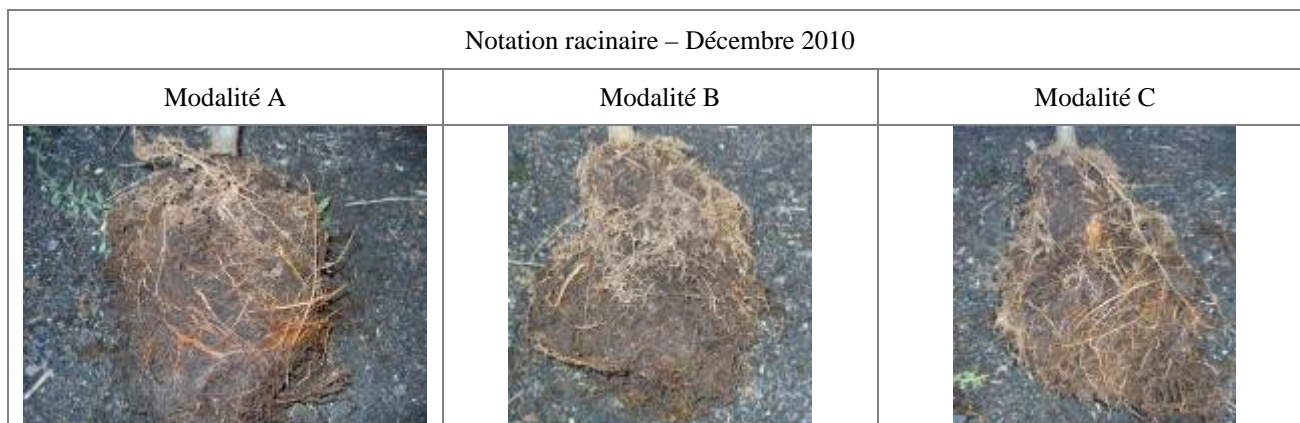 Notation racinaire – Décembre 2010
Modalité A
Modalité B
Modalité C